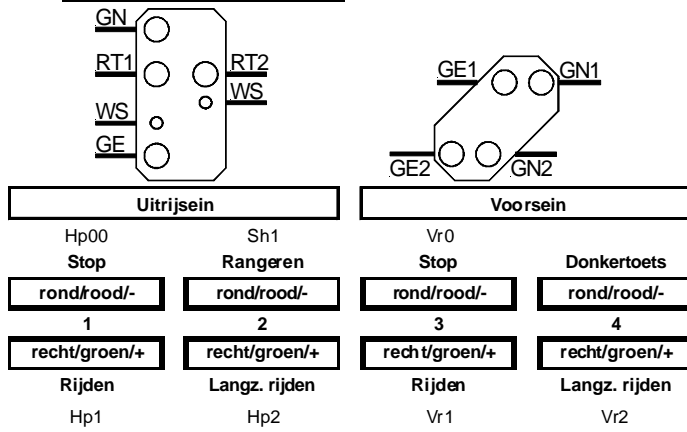 GN
RT1 RT2
WS
WS
GE
GE1 GN1
GE2 GN2
Uitrijsein Voorsein
Hp00 Sh1 Vr0
Stop Rangeren Stop Donkertoets
rond/rood/- rond/rood/- rond/rood/- rond/rood/-
1 2 3 4
recht/groen/+ recht/groen/+ recht/groen/+ recht/groen/+
Rijden Langz. rijden Rijden Langz. rijden
Hp1 Hp2 Vr1 Vr2